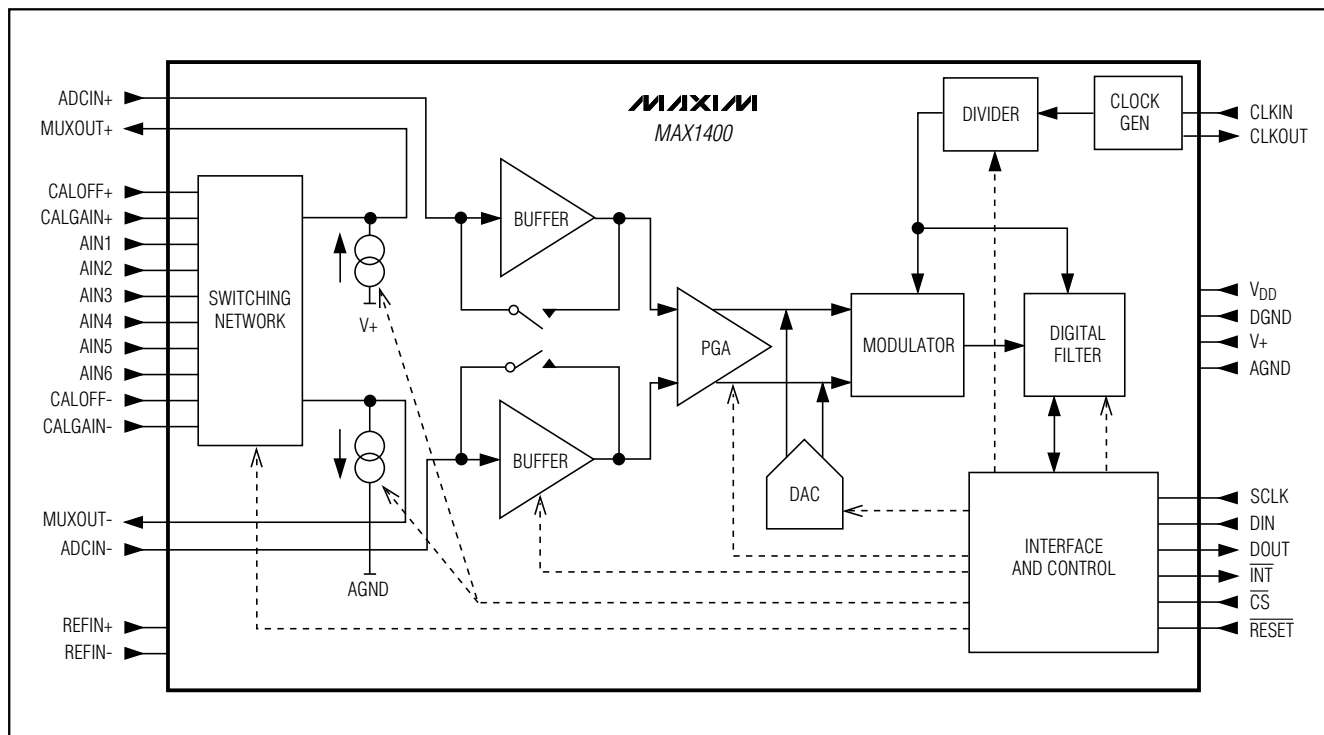 MAXIM
MAX1400
ADCIN+
MUXOUT+
CALOFF+
CALGAIN+
AIN1
AIN2
AIN3
AIN4
AIN5
AIN6
CALOFF-
CALGAIN-
MUXOUT-
ADCIN-
REFIN+
REFIN-
SWITCHING
NETWORK
V+
AGND
BUFFER
BUFFER
PGA
DAC
MODULATOR
DIVIDER
CLOCK
GEN
DIGITAL
FILTER
INTERFACE
AND CONTROL
CLKIN
CLKOUT
VDD
DGND
V+
AGND
SCLK
DIN
DOUT
INT
CS
RESET